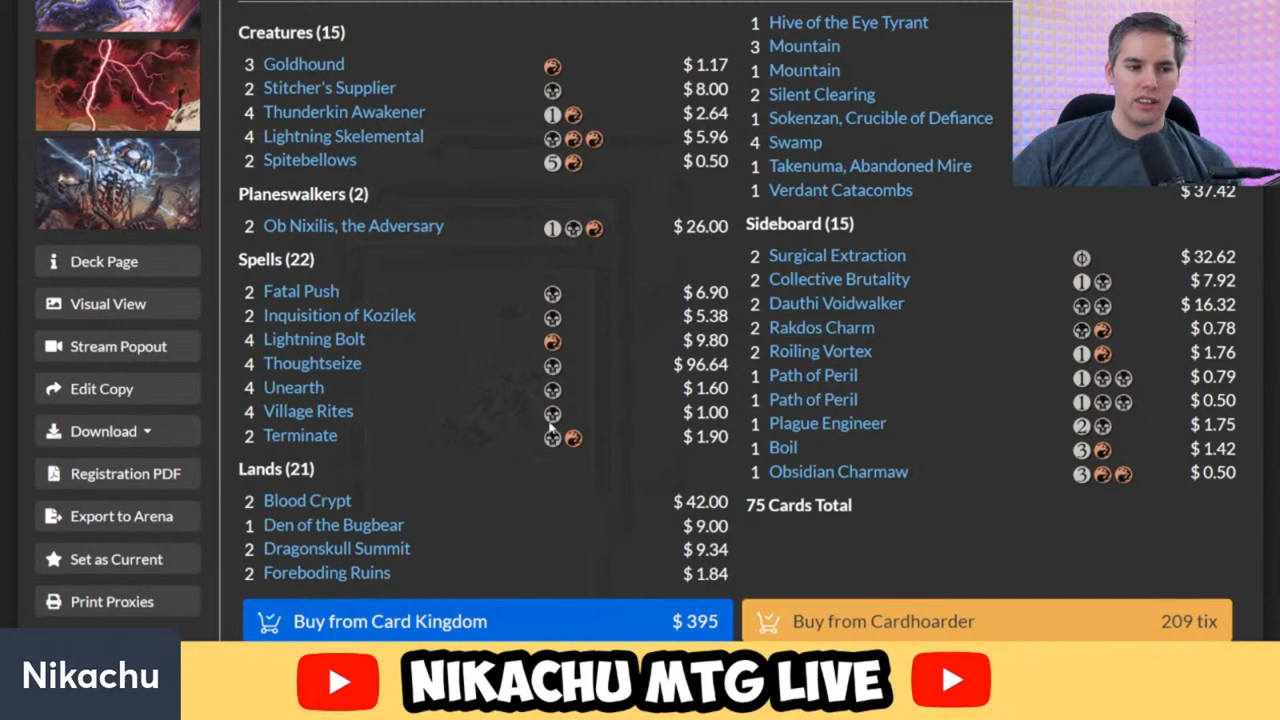 Creatures (15)
3 Goldhound $ 1.17
2 Stitcher's Supplier $ 8.00
4 Thunderkin Awakener 1 $ 2.64
4 Lightning Skelemental $ 5.96
2 Spitebellows 5 $ 0.50
Planeswalkers (2)
2 Ob Nixilis, the Adversary 1 $ 26.00
Spells (22)
2 Fatal Push $ 6.90
2 Inquisition of Kozilek $ 5.38
4 Lightning Bolt $ 9.80
4 Thoughtseize $ 96.64
4 Unearth $ 1.60
4 Village Rites $ 1.00
2 Terminate $ 1.90
Lands (21)
2 Blood Crypt $ 42.00
1 Den of the Bugbear $ 9.00
2 Dragonskull Summit $ 9.34
2 Foreboding Ruins $ 1.84
1 Hive of the Eye Tyrant
3 Mountain
1 Mountain
2 Silent Clearing
1 Sokenzan, Crucible of Defiance
4 Swamp
1 Takenuma, Abandoned Mire
1 Verdant Catacombs $ 37.42
Sideboard (15)
2 Surgical Extraction $ 32.62
2 Collective Brutality 1 $ 7.92
2 Dauthi Voidwalker $ 16.32
2 Rakdos Charm $ 0.78
2 Roiling Vortex 1 $ 1.76
1 Path of Peril 1 $ 0.79
1 Path of Peril 1 $ 0.50
1 Plague Engineer 2 $ 1.75
1 Boil 3 $ 1.42
1 Obsidian Charmaw 3 $ 0.50
75 Cards Total
Deck Page
Visual View
Stream Popout
Edit Copy
Download
Registration PDF
Export to Arena
Set as Current
Print Proxies
Buy from Card Kingdom $ 395
Buy from Cardhoarder 209 tix
Nikachu
NIKACHU MTG LIVE